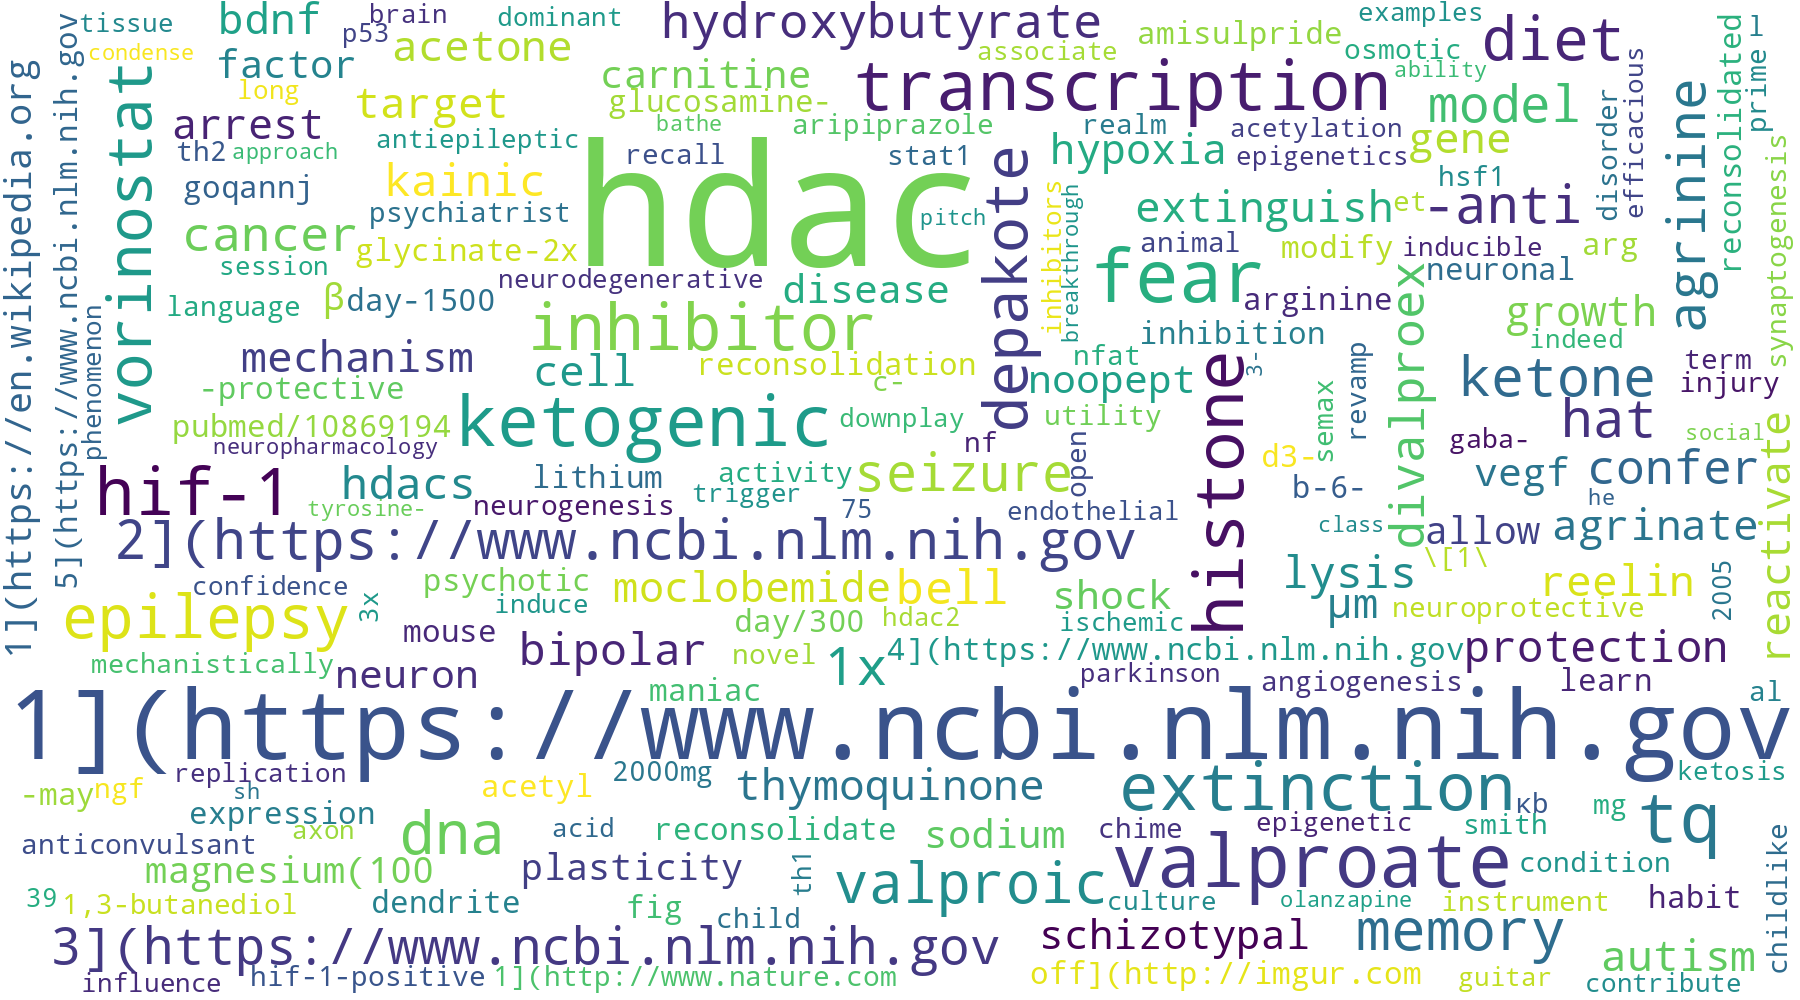 tissue
bdnf
brain
dominant
hydroxybutyrate
examples
l
condense
p53
acetone
associate
amisulpride
osmotic
diet
factor
carnitine
transcription
ability
long
target
glucosamine-
model
arrest
antiepileptic
bathe
aripiprazole
realm
acetylation
gene
th2
approach
hdac
recall
stat1
hypoxia
epigenetics
goqannj
kainic
hsf1
psychiatrist
extinguish
et
-anti
cancer
pitch
glycinate-2x
animal
modify
inducible
arg
session
neurodegenerative
fear
neuronal
language
β
day-1500
disease
arginine
growth
inhibitor
inhibition
indeed
mechanism
reconsolidation
nfat
term
cell
c-
noopept
ketone
injury
-protective
ketogenic
downplay
utility
hat
pubmed/10869194
neuropharmacology
nf
gaba-
social
hif-1
hdacs
lithium
activity
seizure
d3-
vegf
confer
trigger
b-6-
he
tyrosine-
neurogenesis
75
endothelial
class
allow
agrinate
2](https://www.ncbi.nlm.nih.gov
\[1\
confidence
psychotic
moclobemide
bell
lysis
reelin
epilepsy
induce
shock
μm
neuroprotective
mouse
day/300
hdac2
ischemic
bipolar
1x
4](https://www.ncbi.nlm.nih.gov
protection
mechanistically
neuron
novel
parkinson
angiogenesis
learn
maniac
al
1](https://www.ncbi.nlm.nih.gov
replication
2000mg
thymoquinone
extinction
ketosis
-may
ngf
sh
acetyl
κb
mg
tq
expression
axon
dna
acid
reconsolidate
sodium
chime
epigenetic
smith
anticonvulsant
magnesium(100
plasticity
valproic
valproate
condition
39
1,3-butanediol
dendrite
fig
child
culture
olanzapine
instrument
habit
3](https://www.ncbi.nlm.nih.gov
schizotypal
memory
autism
influence
hif-1-positive
1](http://www.nature.com
off](http://imgur.com
guitar
contribute
1](https://en.wikipedia.org
5](https://www.ncbi.nlm.nih.gov
phenomenon
vorinostat
depakote
inhibitors
breakthrough
histone
3-
open
semax
revamp
divalproex
disorder
efficacious
agrinine
reconsolidated
prime
synaptogenesis
reactivate
2005
3x
th1
childlike